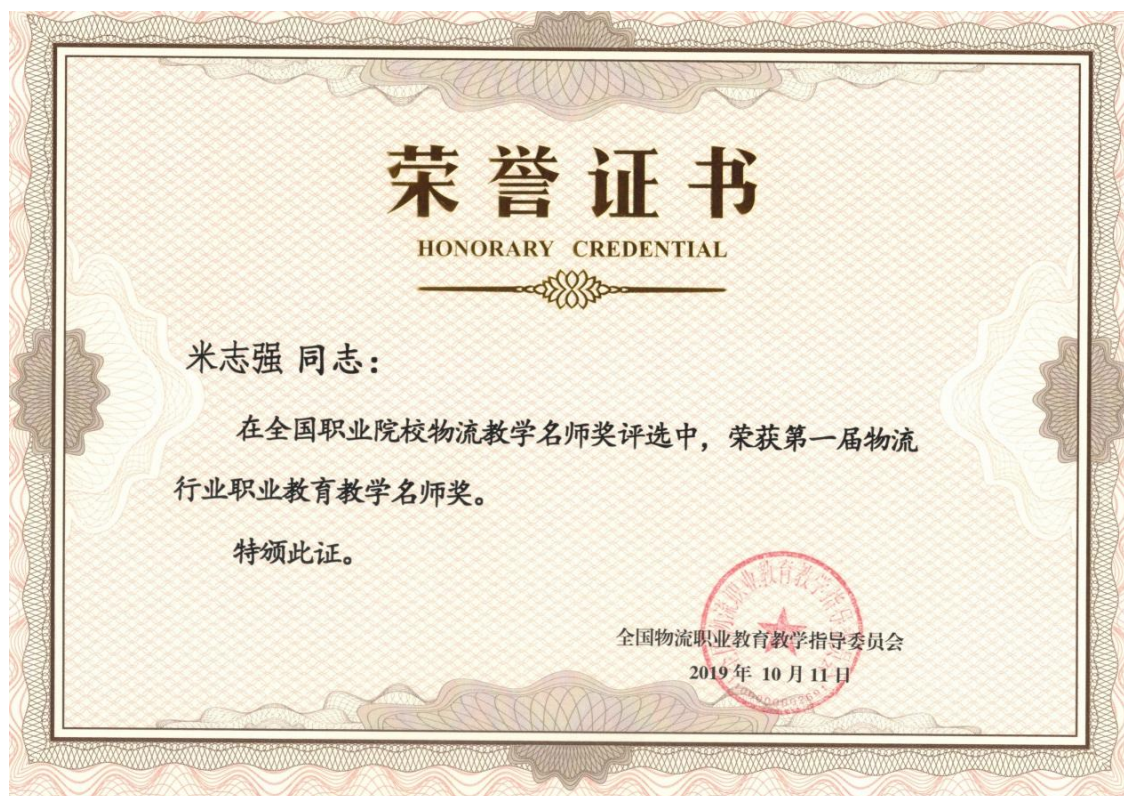 荣誉证书
HONORARY CREDENTIAL
米志强 同志：
在全国职业院校物流教学名师奖评选中，荣获第一届物流
行业职业教育教学名师奖。
特颁此证。
全国物流职业教育教学指导委员会
2019年 10月11日